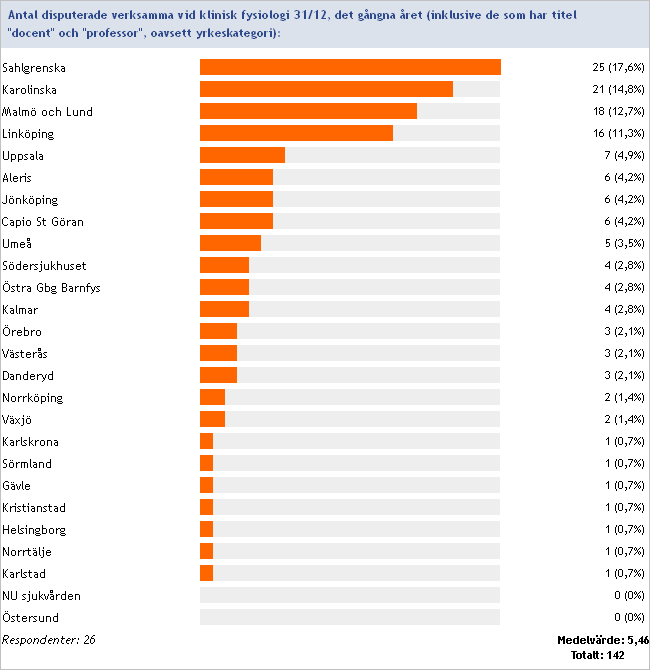 Antal disputerade verksamma vid klinisk fysiologi 31/12, det gångna året (inklusive de som har titel
"docent" och "professor", oavsett yrkeskategori):
Sahlgrenska 25 (17,6%)
Karolinska 21 (14,8%)
Malmö och Lund 18 (12,7%)
Linköping 16 (11,3%)
Uppsala 7 (4,9%)
Aleris 6 (4,2%)
Jönköping 6 (4,2%)
Capio St Göran 6 (4,2%)
Umeå 5 (3,5%)
Södersjukhuset 4 (2,8%)
Östra Gbg Barnfys 4 (2,8%)
Kalmar 4 (2,8%)
Örebro 3 (2,1%)
Västerås 3 (2,1%)
Danderyd 3 (2,1%)
Norrköping 2 (1,4%)
Växjö 2 (1,4%)
Karlskrona 1 (0,7%)
Sörmland 1 (0,7%)
Gävle 1 (0,7%)
Kristianstad 1 (0,7%)
Helsingborg 1 (0,7%)
Norrtälje 1 (0,7%)
Karlstad 1 (0,7%)
NU sjukvården 0 (0%)
Östersund 0 (0%)
Respondenter: 26 Medelvärde: 5,46
Totalt: 142